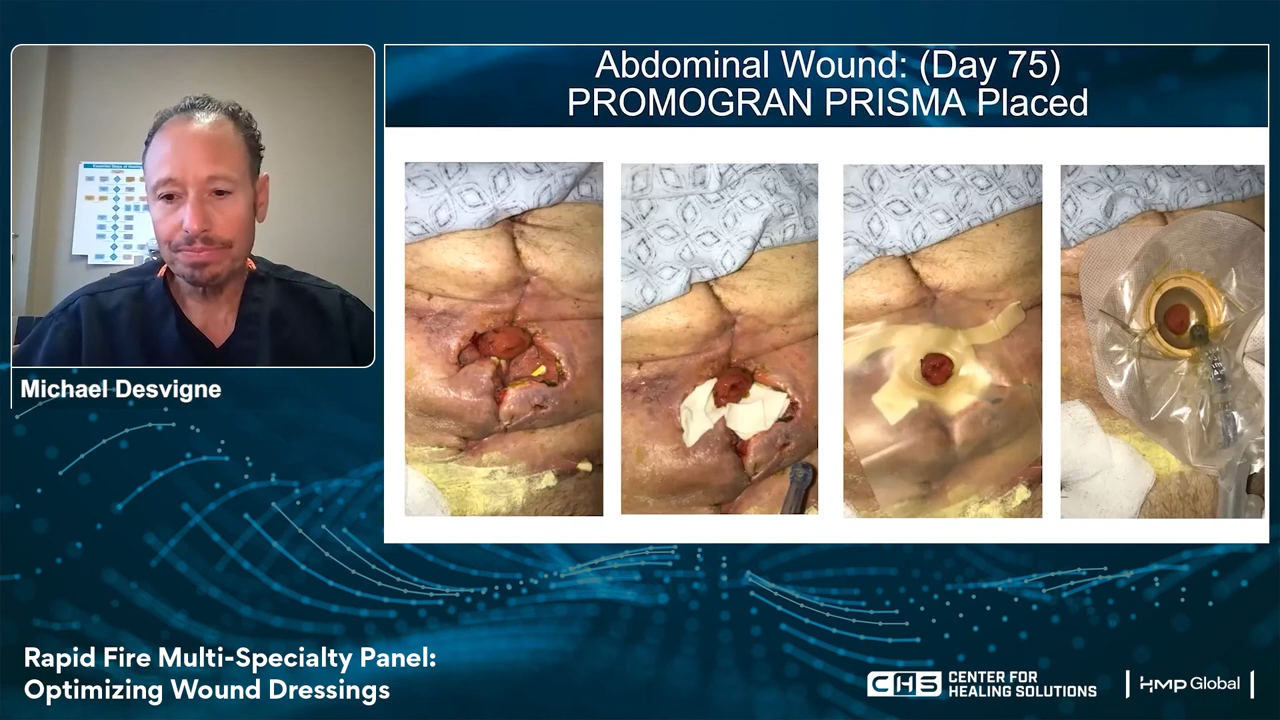 Abdominal Wound: (Day 75)
PROMOGRAN PRISMA Placed
Michael Desvigne
Rapid Fire Multi-Specialty Panel:
Optimizing Wound Dressings
CHS CENTER FOR
HEALING SOLUTIONS
HMP Global